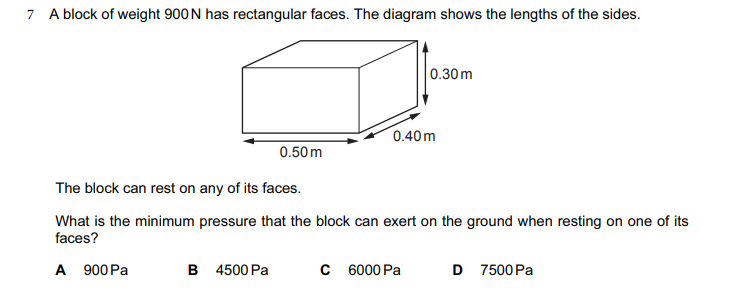 7 A block of weight 900 N has rectangular faces. The diagram shows the lengths of the sides.
0.30 m
0.40 m
0.50 m
The block can rest on any of its faces.
What is the minimum pressure that the block can exert on the ground when resting on one of its
faces?
A 900 Pa B 4500 Pa C 6000 Pa D 7500 Pa